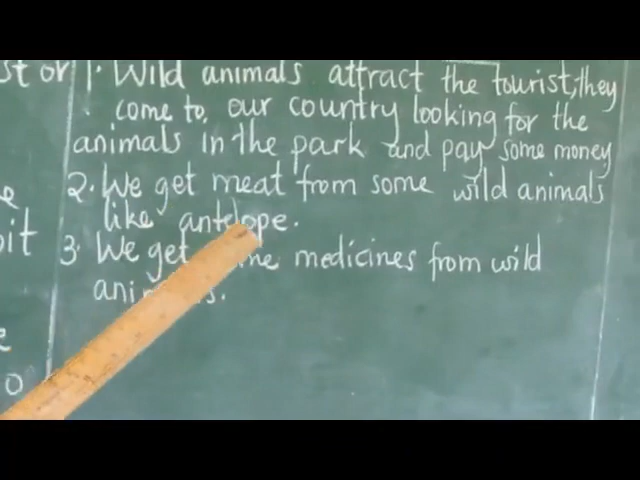 st or 1. Wild animals attract the tourist, they
come to, our country looking for the
animals in the park and pay some money
2. We get meat from some wild animals
like antelope.
3. We get medicines from wild